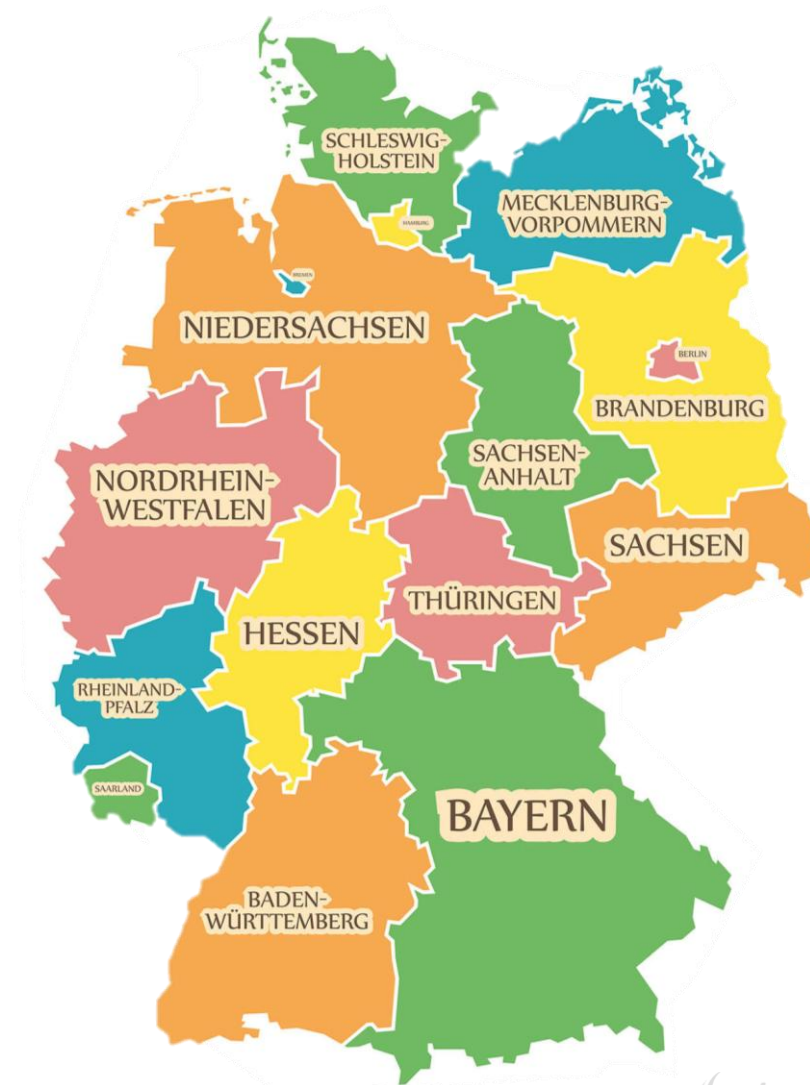 SCHLESWIG-
HOLSTEIN
MECKLENBURG-
VORPOMMERN
HAMBURG
BREMEN
NIEDERSACHSEN
BERLIN
BRANDENBURG
SACHSEN-
ANHALT
NORDRHEIN-
WESTFALEN
SACHSEN
THÜRINGEN
HESSEN
RHEINLAND-
PFALZ
SAARLAND
BAYERN
BADEN-
WÜRTTEMBERG